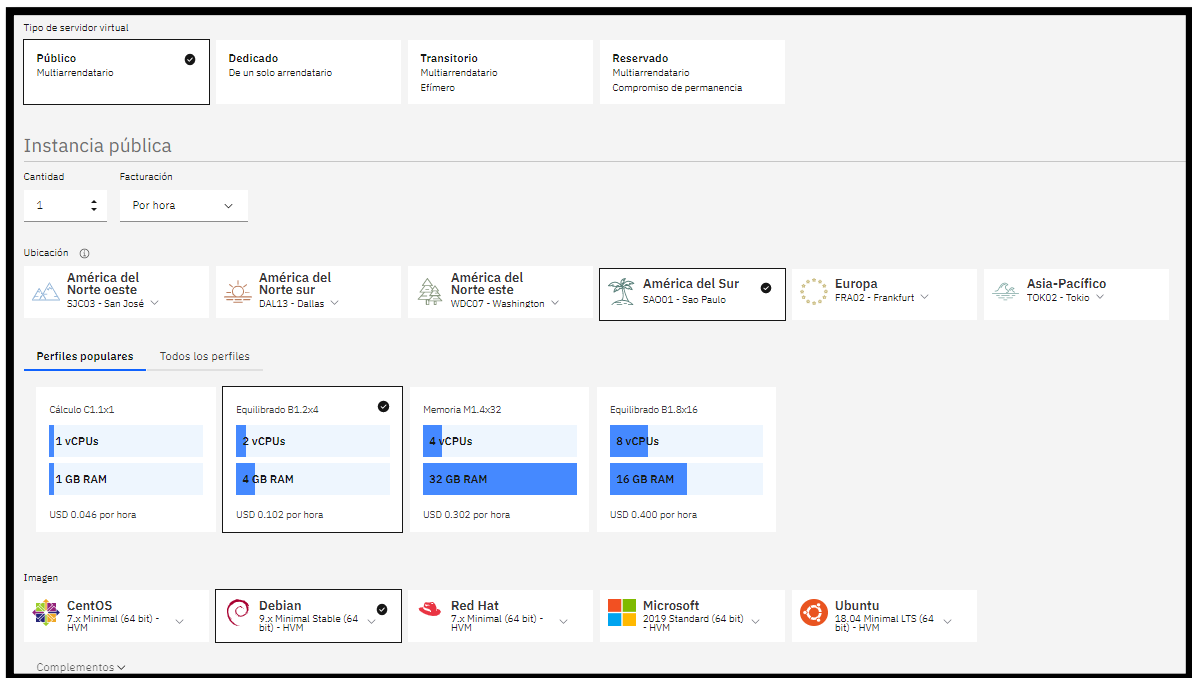 Tipo de servidor virtual
Público
Multiarrendatario
Dedicado
De un solo arrendatario
Transitorio
Multiarrendatario
Efímero
Reservado
Multiarrendatario
Compromiso de permanencia
Instancia pública
Cantidad
Facturación
1
Por hora
Ubicación
América del
Norte oeste
SJC03 - San José
América del
Norte sur
DAL13 - Dallas
América del
Norte este
WDC07 - Washington
América del Sur
SAO01 - Sao Paulo
Europa
FRA02 - Frankfurt
Asia-Pacífico
TOK02 - Tokio
Perfiles populares
Todos los perfiles
Cálculo C1.1x1
1 vCPUs
1 GB RAM
USD 0.046 por hora
Equilibrado B1.2x4
2 vCPUs
4 GB RAM
USD 0.102 por hora
Memoria M1.4x32
4 vCPUs
32 GB RAM
USD 0.302 por hora
Equilibrado B1.8x16
8 vCPUs
16 GB RAM
USD 0.400 por hora
Imagen
CentOS
7.x Minimal (64 bit) -
HVM
Debian
9.x Minimal Stable (64
bit) - HVM
Red Hat
7.x Minimal (64 bit) -
HVM
Microsoft
2019 Standard (64 bit)
- HVM
Ubuntu
18.04 Minimal LTS (64
bit) - HVM
Complementos